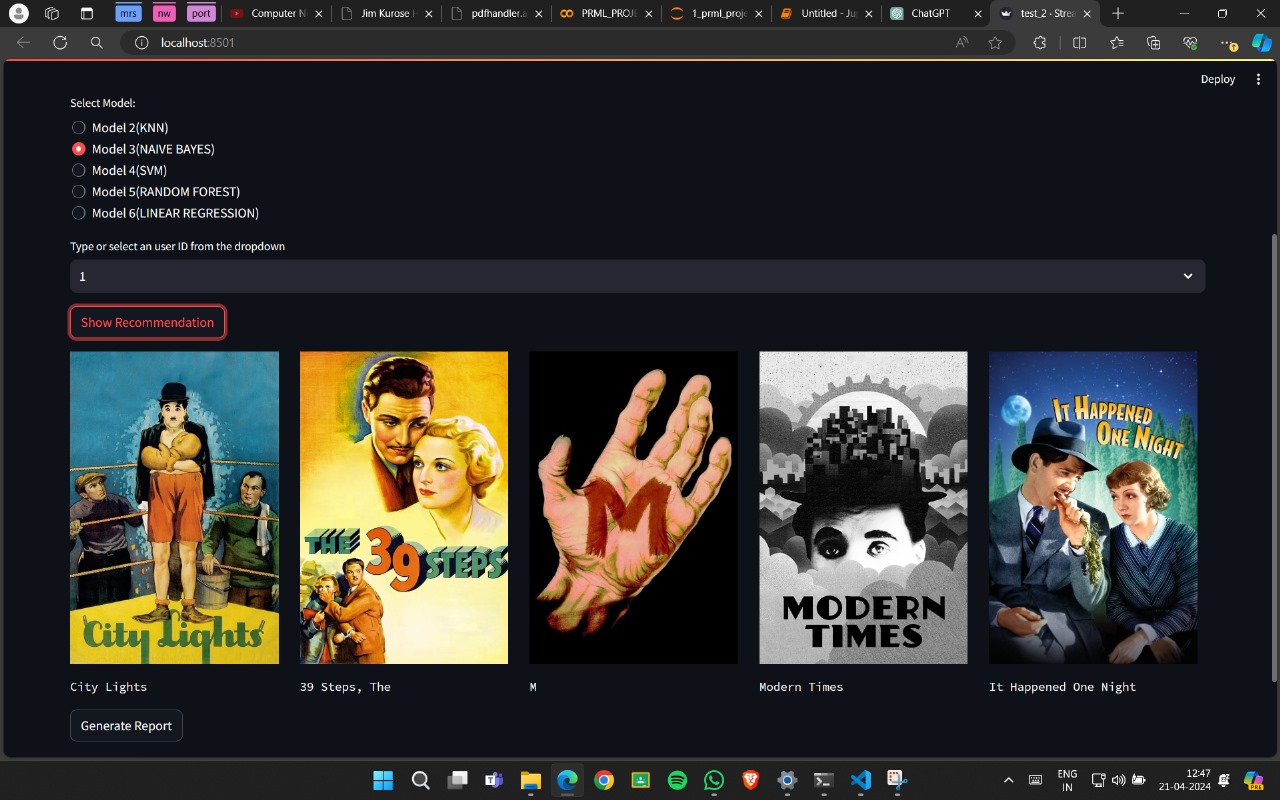 mrs
nw
port
Computer N
Jim Kurose H
pdfhandler.a
PRML_PROJE
1_prml_proje
Untitled - Ju
ChatGPT
test_2 · Strea
localhost:8501
Deploy
Select Model:
Model 2(KNN)
Model 3(NAIVE BAYES)
Model 4(SVM)
Model 5(RANDOM FOREST)
Model 6(LINEAR REGRESSION)
Type or select an user ID from the dropdown
1
Show Recommendation
City Lights
THE 39 STEPS
M
MODERN
TIMES
IT HAPPENED
ONE NIGHT
City Lights
39 Steps, The
M
Modern Times
It Happened One Night
Generate Report
ENG
IN
12:47
21-04-2024
PRE